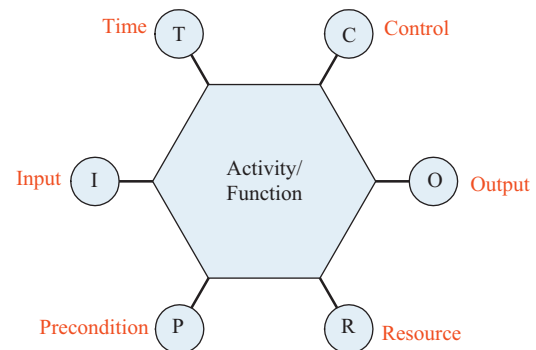 Time
T
C
Control
Input
I
Activity/
Function
O
Output
Precondition
P
R
Resource